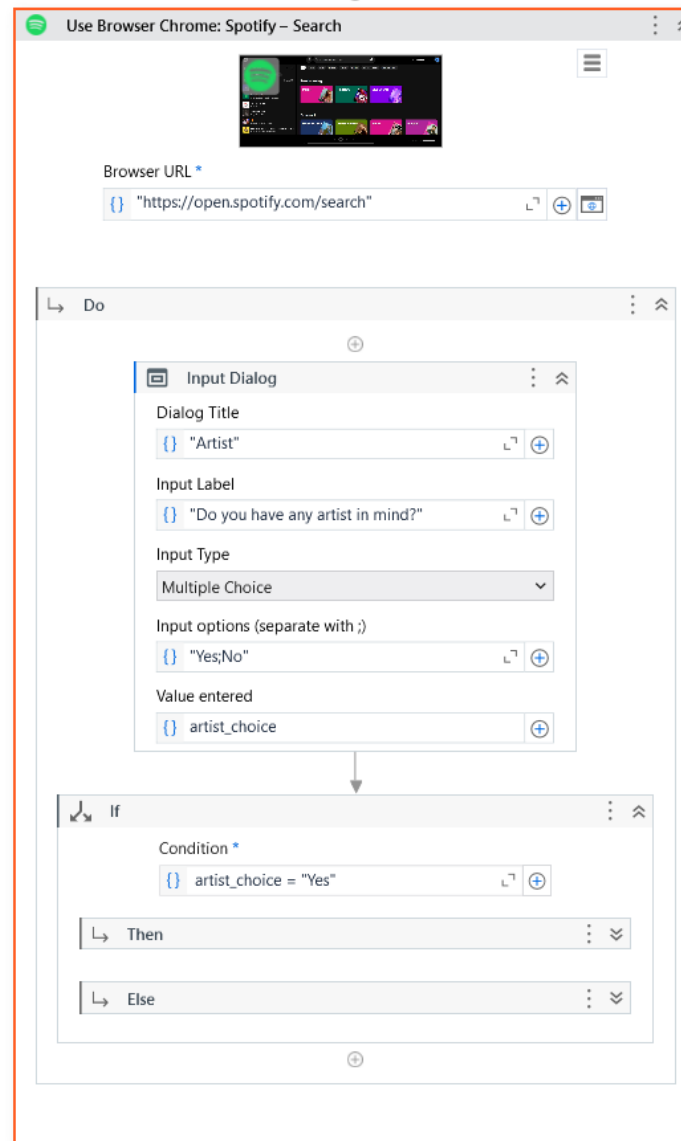 Use Browser Chrome: Spotify – Search
Browser URL *
"https://open.spotify.com/search"
Do
Input Dialog
Dialog Title
"Artist"
Input Label
"Do you have any artist in mind?"
Input Type
Multiple Choice
Input options (separate with ;)
"Yes;No"
Value entered
artist_choice
If
Condition *
artist_choice = "Yes"
Then
Else